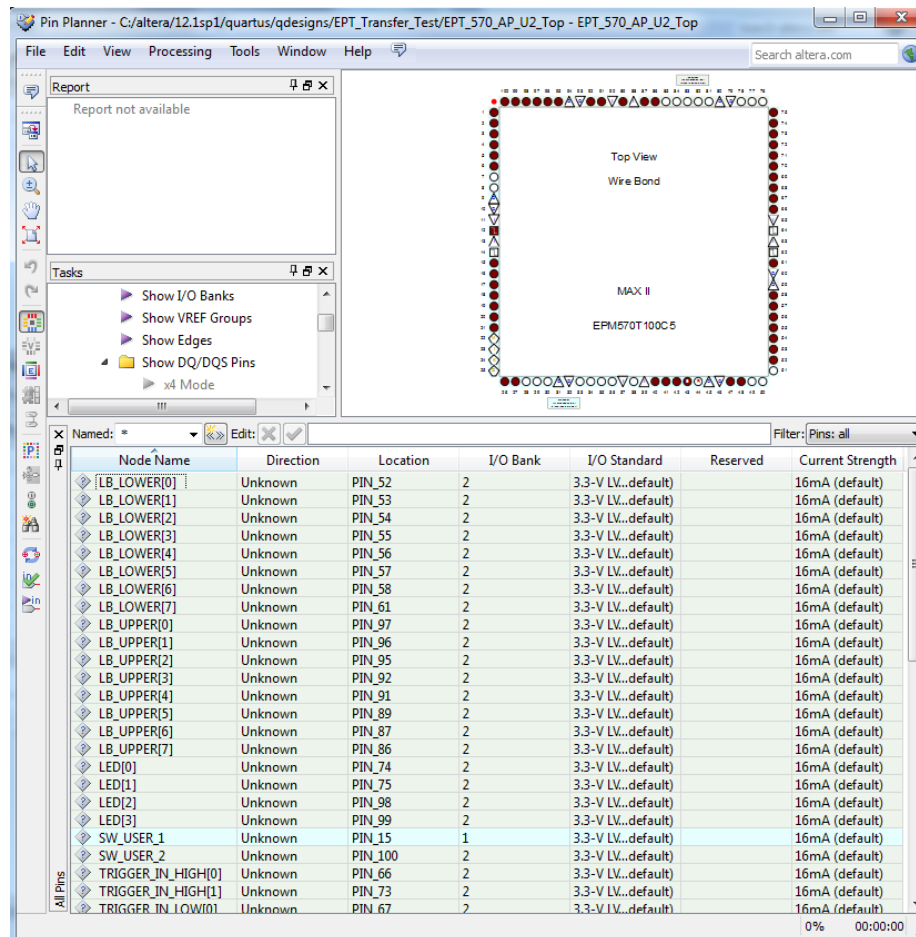 Pin Planner - C:/altera/12.1sp1/quartus/qdesigns/EPT_Transfer_Test/EPT_570_AP_U2_Top - EPT_570_AP_U2_Top
File Edit View Processing Tools Window Help
Search altera.com
Report
Report not available
Top View
Wire Bond
MAX II
EPM570T100C5
Tasks
Show I/O Banks
Show VREF Groups
Show Edges
Show DQ/DQS Pins
x4 Mode
Named: * Edit: Filter: Pins: all
Node Name Direction Location I/O Bank I/O Standard Reserved Current Strength
LB_LOWER[0] Unknown PIN_52 2 3.3-V LV...default) 16mA (default)
LB_LOWER[1] Unknown PIN_53 2 3.3-V LV...default) 16mA (default)
LB_LOWER[2] Unknown PIN_54 2 3.3-V LV...default) 16mA (default)
LB_LOWER[3] Unknown PIN_55 2 3.3-V LV...default) 16mA (default)
LB_LOWER[4] Unknown PIN_56 2 3.3-V LV...default) 16mA (default)
LB_LOWER[5] Unknown PIN_57 2 3.3-V LV...default) 16mA (default)
LB_LOWER[6] Unknown PIN_58 2 3.3-V LV...default) 16mA (default)
LB_LOWER[7] Unknown PIN_61 2 3.3-V LV...default) 16mA (default)
LB_UPPER[0] Unknown PIN_97 2 3.3-V LV...default) 16mA (default)
LB_UPPER[1] Unknown PIN_96 2 3.3-V LV...default) 16mA (default)
LB_UPPER[2] Unknown PIN_95 2 3.3-V LV...default) 16mA (default)
LB_UPPER[3] Unknown PIN_92 2 3.3-V LV...default) 16mA (default)
LB_UPPER[4] Unknown PIN_91 2 3.3-V LV...default) 16mA (default)
LB_UPPER[5] Unknown PIN_89 2 3.3-V LV...default) 16mA (default)
LB_UPPER[6] Unknown PIN_87 2 3.3-V LV...default) 16mA (default)
LB_UPPER[7] Unknown PIN_86 2 3.3-V LV...default) 16mA (default)
LED[0] Unknown PIN_74 2 3.3-V LV...default) 16mA (default)
LED[1] Unknown PIN_75 2 3.3-V LV...default) 16mA (default)
LED[2] Unknown PIN_98 2 3.3-V LV...default) 16mA (default)
LED[3] Unknown PIN_99 2 3.3-V LV...default) 16mA (default)
SW_USER_1 Unknown PIN_15 1 3.3-V LV...default) 16mA (default)
SW_USER_2 Unknown PIN_100 2 3.3-V LV...default) 16mA (default)
TRIGGER_IN_HIGH[0] Unknown PIN_66 2 3.3-V LV...default) 16mA (default)
TRIGGER_IN_HIGH[1] Unknown PIN_73 2 3.3-V LV...default) 16mA (default)
TRIGGER_IN_LOW[0] Unknown PIN_67 2 3.3-V LV...default) 16mA (default)
All Pins
0% 00:00:00